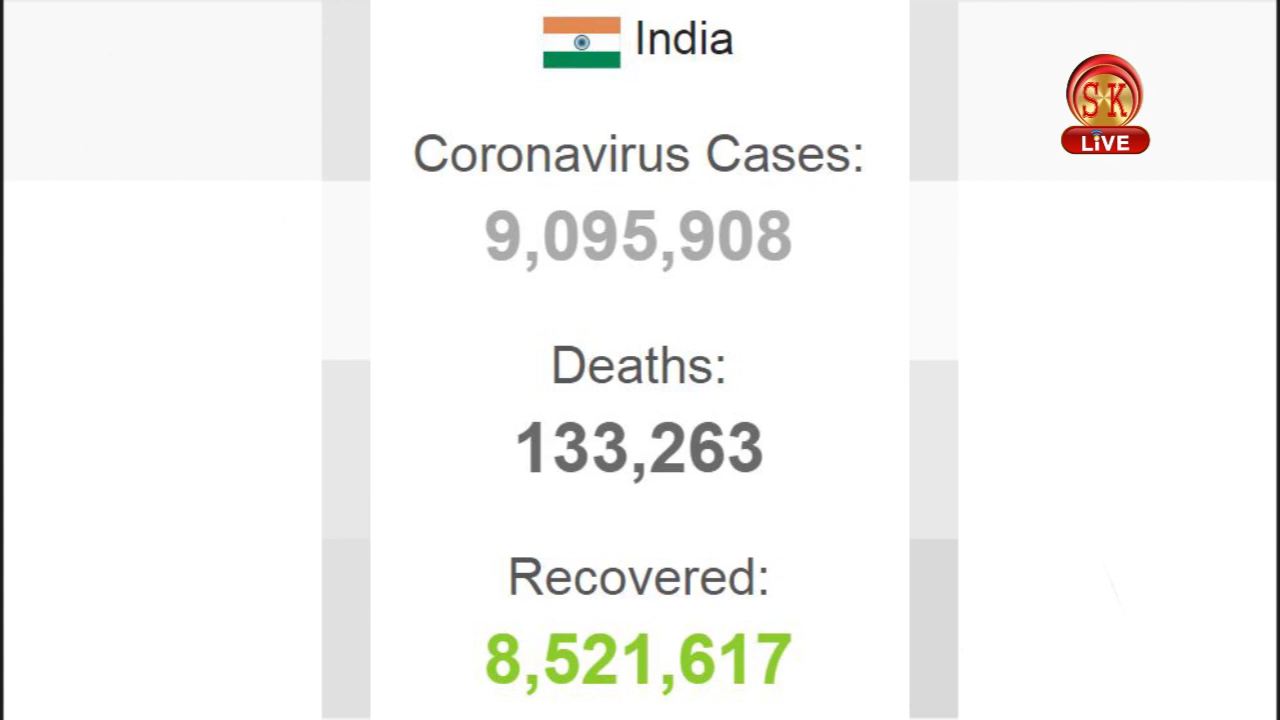 India
Coronavirus Cases:
9,095,908
Deaths:
133,263
Recovered:
8,521,617
SK
LiVE